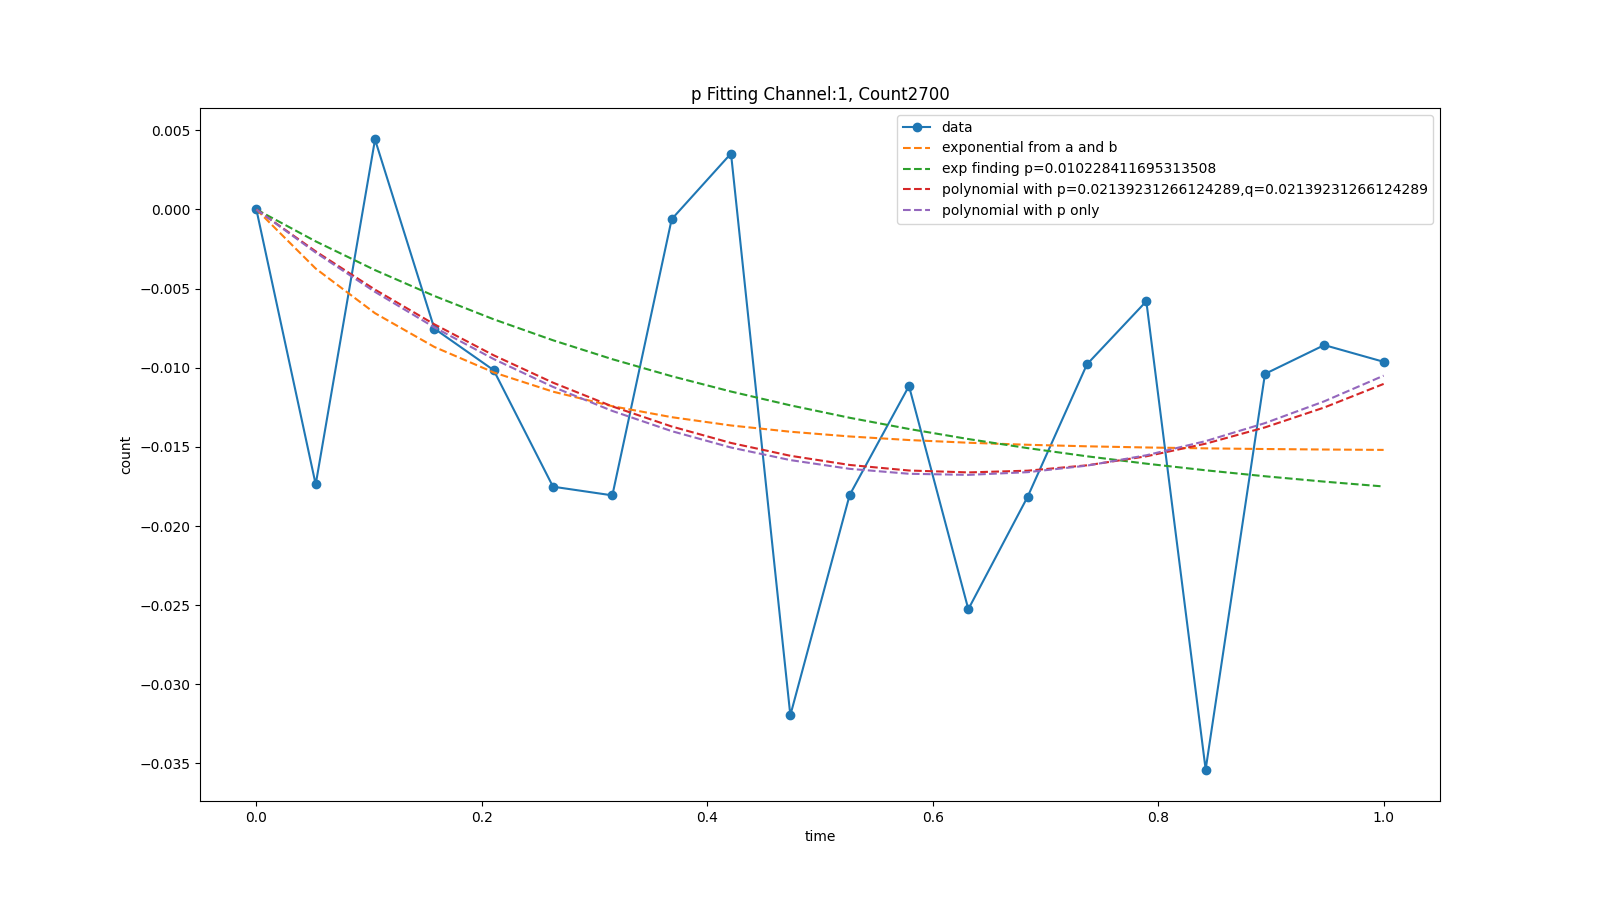 p Fitting Channel:1, Count2700
data
exponential from a and b
exp finding p=0.010228411695313508
polynomial with p=0.02139231266124289,q=0.02139231266124289
polynomial with p only
0.005
0.000
−0.005
−0.010
−0.015
−0.020
−0.025
−0.030
−0.035
count
0.0 0.2 0.4 0.6 0.8 1.0
time